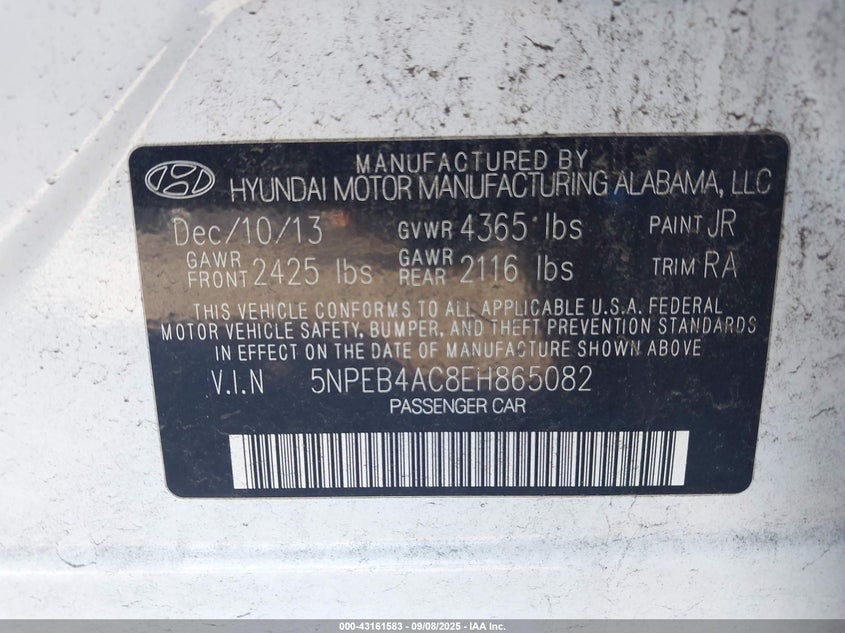 MANUFACTURED BY
HYUNDAI MOTOR MANUFACTURING ALABAMA, LLC
Dec/10/13 GVWR 4365 lbs PAINT JR
GAWR FRONT 2425 lbs GAWR REAR 2116 lbs TRIM RA
THIS VEHICLE CONFORMS TO ALL APPLICABLE U.S.A. FEDERAL
MOTOR VEHICLE SAFETY, BUMPER, AND THEFT PREVENTION STANDARDS
IN EFFECT ON THE DATE OF MANUFACTURE SHOWN ABOVE
V.I.N 5NPEB4AC8EH865082
PASSENGER CAR
000-43161583 - 09/08/2025 - IAA Inc.